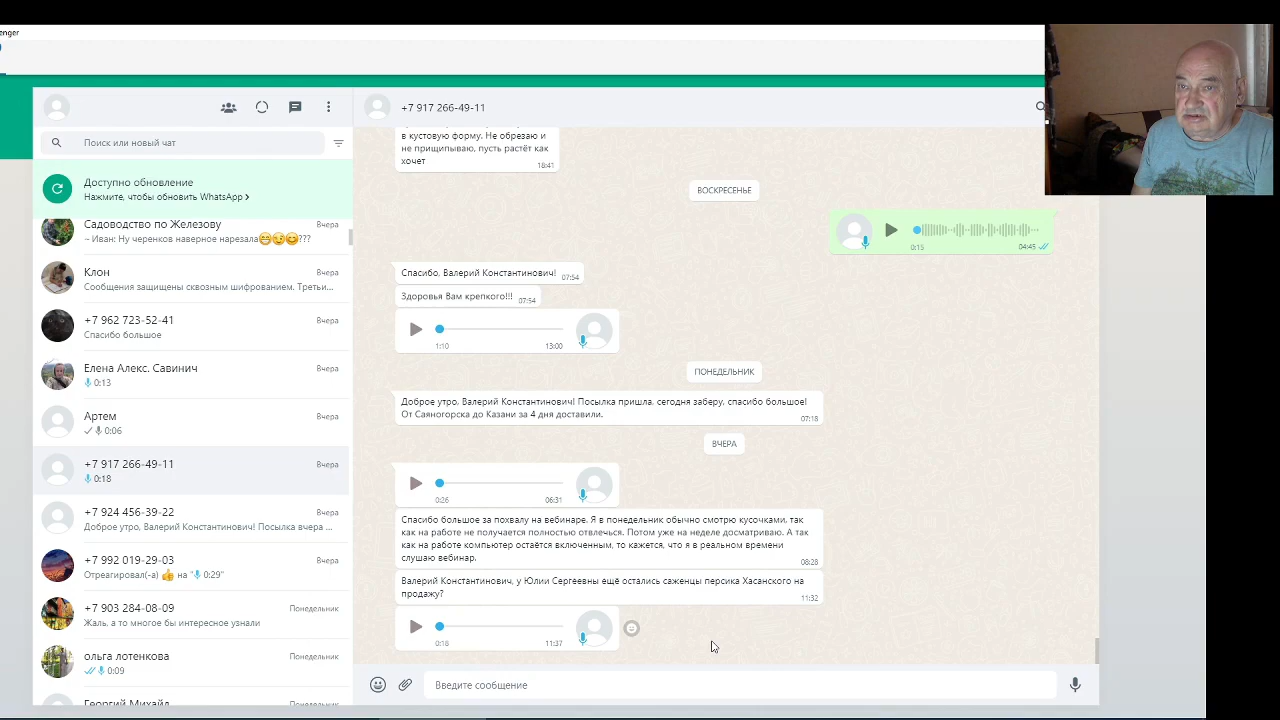 enger
Поиск или новый чат
Доступно обновление
Нажмите, чтобы обновить WhatsApp
Садоводство по Железову
Вчера
~ Иван: Ну черенков наверное нарезала😁😉😊???
Клон
Вчера
Сообщения защищены сквозным шифрованием. Третьи...
+7 962 723-52-41
Вчера
Спасибо большое
Елена Алекс. Савинич
Вчера
0:13
Артем
Вчера
0:06
+7 917 266-49-11
Вчера
0:18
+7 924 456-39-22
Вчера
Доброе утро, Валерий Константинович! Посылка вчера ...
+7 992 019-29-03
Вчера
Отреагировал(-а) 👍 на "0:29"
+7 903 284-08-09
Понедельник
Жаль, а то многое бы интересное узнали
ольга лотенкова
Понедельник
0:09
Георгий Михайл
Понедельник
+7 917 266-49-11
в кустовую форму. Не обрезаю и
не прищипываю, пусть растёт как
хочет
18:41
ВОСКРЕСЕНЬЕ
0:15
04:45
Спасибо, Валерий Константинович!
07:54
Здоровья Вам крепкого!!!
07:54
1:10
13:00
ПОНЕДЕЛЬНИК
Доброе утро, Валерий Константинович! Посылка пришла, сегодня заберу, спасибо большое!
От Саяногорска до Казани за 4 дня доставили.
07:18
ВЧЕРА
0:26
06:31
Спасибо большое за похвалу на вебинаре. Я в понедельник обычно смотрю кусочками, так
как на работе не получается полностью отвлечься. Потом уже на неделе досматриваю. А так
как на работе компьютер остаётся включенным, то кажется, что я в реальном времени
слушаю вебинар.
08:28
Валерий Константинович, у Юлии Сергеевны ещё остались саженцы персика Хасанского на
продажу?
11:32
0:18
11:37
Введите сообщение